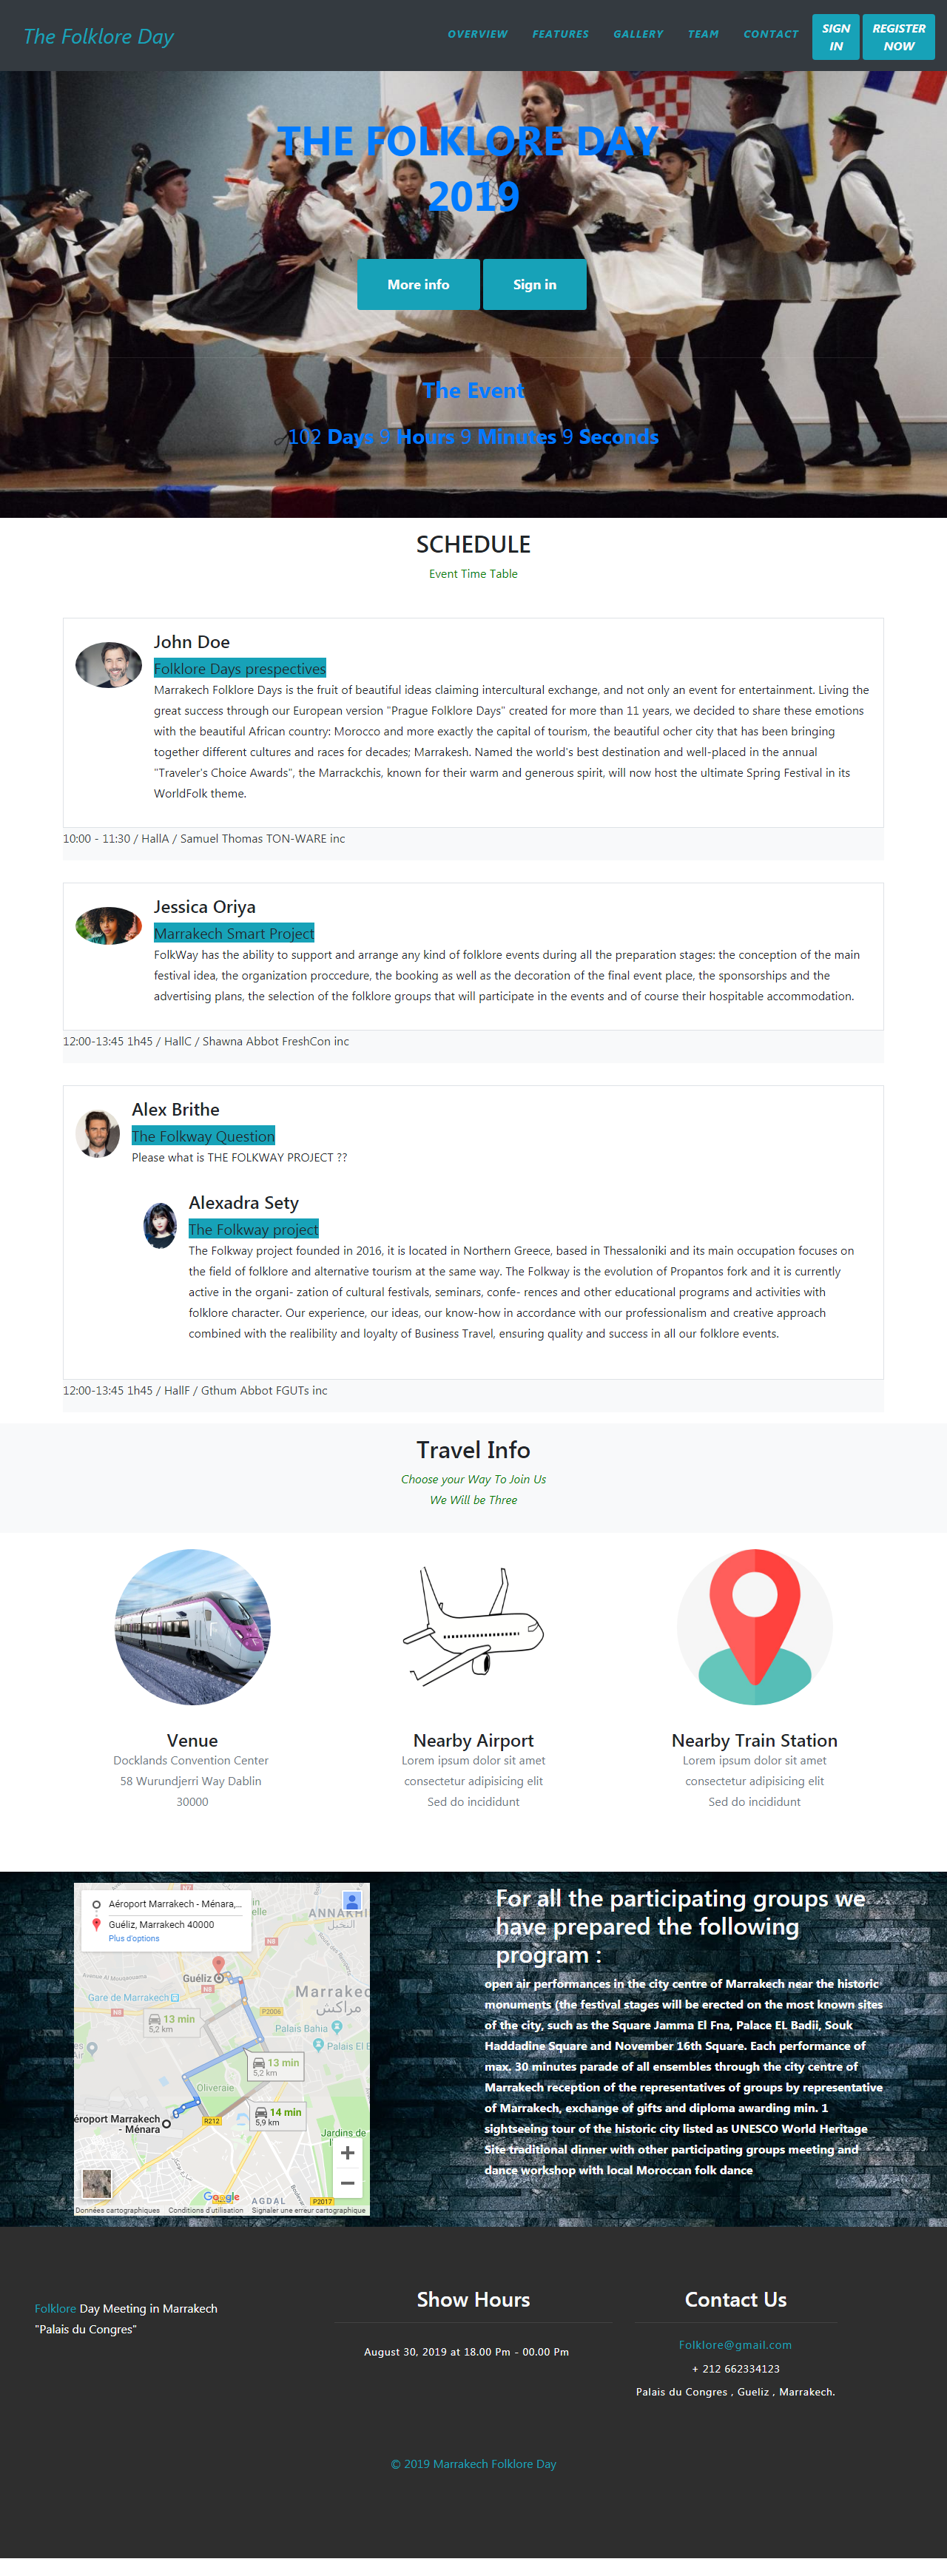 The Folklore Day
OVERVIEW
FEATURES
GALLERY
TEAM
CONTACT
SIGN
IN
REGISTER
NOW
THE FOLKLORE DAY
2019
More info
Sign in
The Event
102 Days 9 Hours 9 Minutes 9 Seconds
SCHEDULE
Event Time Table
John Doe
Folklore Days prespectives
Marrakech Folklore Days is the fruit of beautiful ideas claiming intercultural exchange, and not only an event for entertainment. Living the
great success through our European version "Prague Folklore Days" created for more than 11 years, we decided to share these emotions
with the beautiful African country: Morocco and more exactly the capital of tourism, the beautiful ocher city that has been bringing
together different cultures and races for decades; Marrakesh. Named the world's best destination and well-placed in the annual
"Traveler's Choice Awards", the Marrackchis, known for their warm and generous spirit, will now host the ultimate Spring Festival in its
WorldFolk theme.
10:00 - 11:30 / HallA / Samuel Thomas TON-WARE inc
Jessica Oriya
Marrakech Smart Project
FolkWay has the ability to support and arrange any kind of folklore events during all the preparation stages: the conception of the main
festival idea, the organization proccedure, the booking as well as the decoration of the final event place, the sponsorships and the
advertising plans, the selection of the folklore groups that will participate in the events and of course their hospitable accommodation.
12:00-13:45 1h45 / HallC / Shawna Abbot FreshCon inc
Alex Brithe
The Folkway Question
Please what is THE FOLKWAY PROJECT ??
Alexadra Sety
The Folkway project
The Folkway project founded in 2016, it is located in Northern Greece, based in Thessaloniki and its main occupation focuses on
the field of folklore and alternative tourism at the same way. The Folkway is the evolution of Propantos fork and it is currently
active in the organi- zation of cultural festivals, seminars, confe- rences and other educational programs and activities with
folklore character. Our experience, our ideas, our know-how in accordance with our professionalism and creative approach
combined with the realibility and loyalty of Business Travel, ensuring quality and success in all our folklore events.
12:00-13:45 1h45 / HallF / Gthum Abbot FGUTs inc
Travel Info
Choose your Way To Join Us
We Will be Three
Venue
Docklands Convention Center
58 Wurundjerri Way Dablin
30000
Nearby Airport
Lorem ipsum dolor sit amet
consectetur adipisicing elit
Sed do incididunt
Nearby Train Station
Lorem ipsum dolor sit amet
consectetur adipisicing elit
Sed do incididunt
Aéroport Marrakech - Ménara,...
Guéliz, Marrakech 40000
Plus d'options
N7
ANNAKHI
النخيل
N8
Guéliz
Gare de Marrakech
Marrakec
مراكش
N8
13 min
5,2 km
P2006
Palais Bahia
Palais El B
13 min
5,2 km
Oliveraie
14 min
5,9 km
R212
éroport Marrakech
- Ménara
Jardins de
Google
AGDAL
P2017
Données cartographiques
Conditions d'utilisation
Signaler une erreur cartographique
For all the participating groups we
have prepared the following
program :
open air performances in the city centre of Marrakech near the historic
monuments (the festival stages will be erected on the most known sites
of the city, such as the Square Jamma El Fna, Palace EL Badii, Souk
Haddadine Square and November 16th Square. Each performance of
max. 30 minutes parade of all ensembles through the city centre of
Marrakech reception of the representatives of groups by representative
of Marrakech, exchange of gifts and diploma awarding min. 1
sightseeing tour of the historic city listed as UNESCO World Heritage
Site traditional dinner with other participating groups meeting and
dance workshop with local Moroccan folk dance
Folklore Day Meeting in Marrakech
"Palais du Congres"
Show Hours
August 30, 2019 at 18.00 Pm - 00.00 Pm
Contact Us
Folklore@gmail.com
+ 212 662334123
Palais du Congres , Gueliz , Marrakech.
© 2019 Marrakech Folklore Day